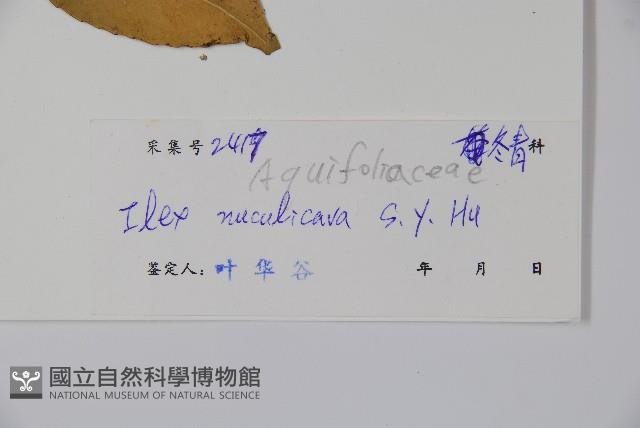 采集号 2417 冬青 科
Aquifoliaceae
Ilex nuculicava S. Y. Hu
鉴定人: 叶华谷 年 月 日
國立自然科學博物館
NATIONAL MUSEUM OF NATURAL SCIENCE